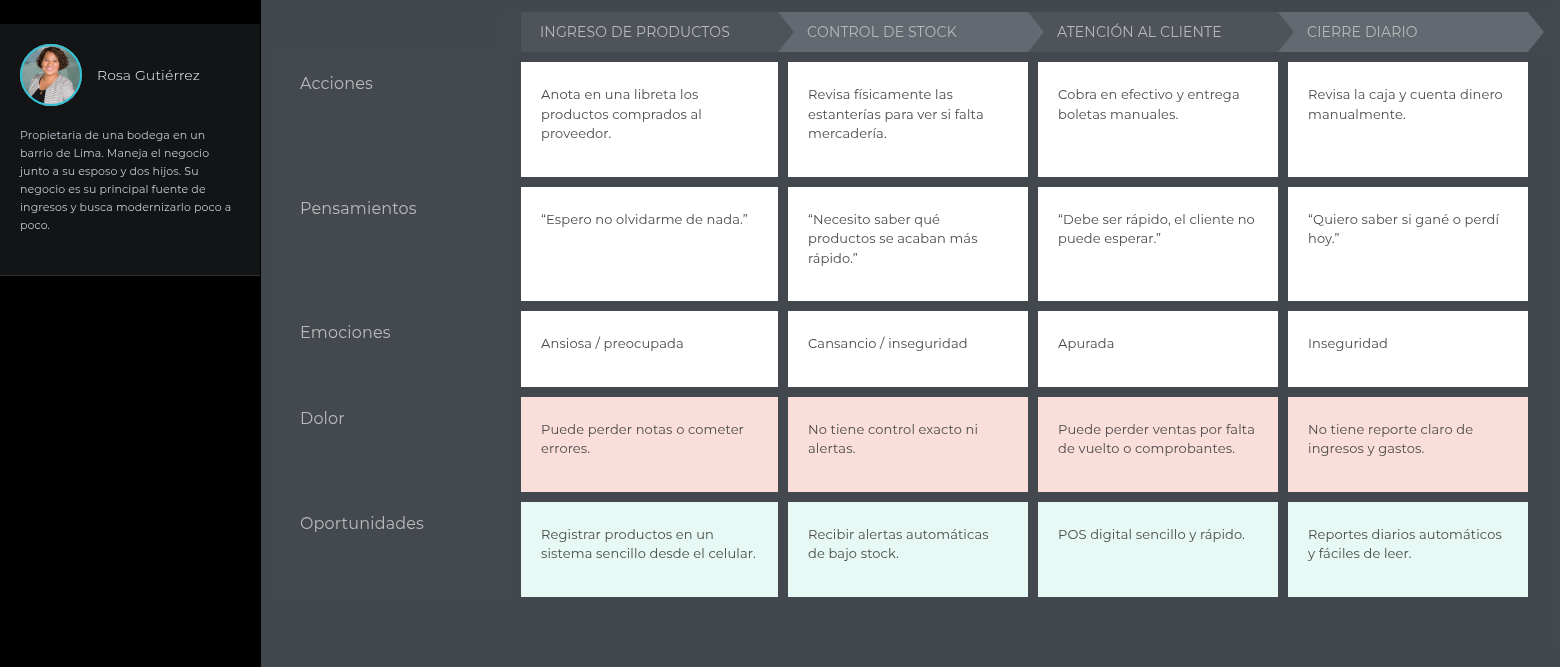 Rosa Gutiérrez
Propietaria de una bodega en un
barrio de Lima. Maneja el negocio
junto a su esposo y dos hijos. Su
negocio es su principal fuente de
ingresos y busca modernizarlo poco a
poco.
INGRESO DE PRODUCTOS
CONTROL DE STOCK
ATENCIÓN AL CLIENTE
CIERRE DIARIO
Acciones
Anota en una libreta los
productos comprados al
proveedor.
Revisa físicamente las
estanterías para ver si falta
mercadería.
Cobra en efectivo y entrega
boletas manuales.
Revisa la caja y cuenta dinero
manualmente.
Pensamientos
“Espero no olvidarme de nada.”
“Necesito saber qué
productos se acaban más
rápido.”
“Debe ser rápido, el cliente no
puede esperar.”
“Quiero saber si gané o perdí
hoy.”
Emociones
Ansiosa / preocupada
Cansancio / inseguridad
Apurada
Inseguridad
Dolor
Puede perder notas o cometer
errores.
No tiene control exacto ni
alertas.
Puede perder ventas por falta
de vuelto o comprobantes.
No tiene reporte claro de
ingresos y gastos.
Oportunidades
Registrar productos en un
sistema sencillo desde el celular.
Recibir alertas automáticas
de bajo stock.
POS digital sencillo y rápido.
Reportes diarios automáticos
y fáciles de leer.